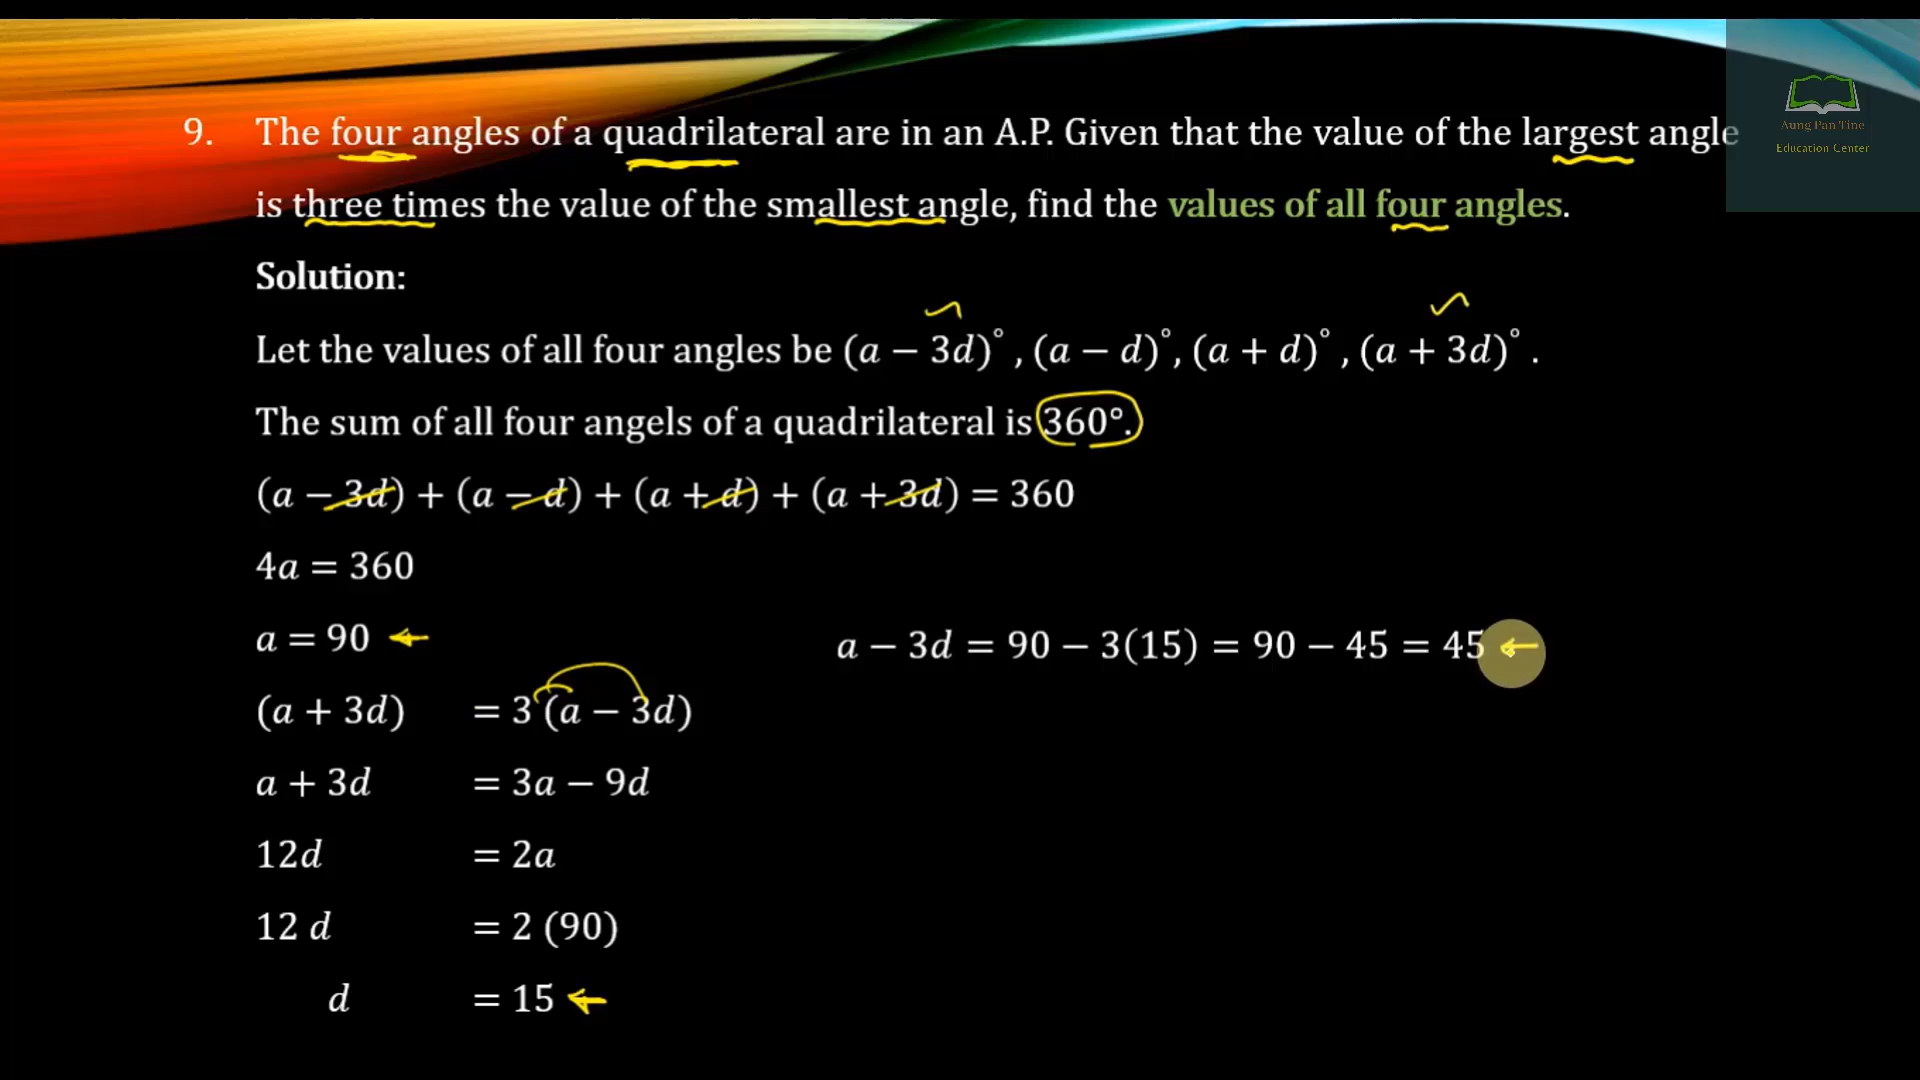 Aung Pan Tine
Education Center
9. The four angles of a quadrilateral are in an A.P. Given that the value of the largest angle
is three times the value of the smallest angle, find the values of all four angles.
Solution:
Let the values of all four angles be (a − 3d)°, (a − d)°, (a + d)°, (a + 3d)°.
The sum of all four angels of a quadrilateral is 360°.
(a − 3d) + (a − d) + (a + d) + (a + 3d) = 360
4a = 360
a = 90
(a + 3d) = 3 (a − 3d)
a + 3d = 3a − 9d
12d = 2a
12 d = 2 (90)
d = 15
a − 3d = 90 − 3(15) = 90 − 45 = 45